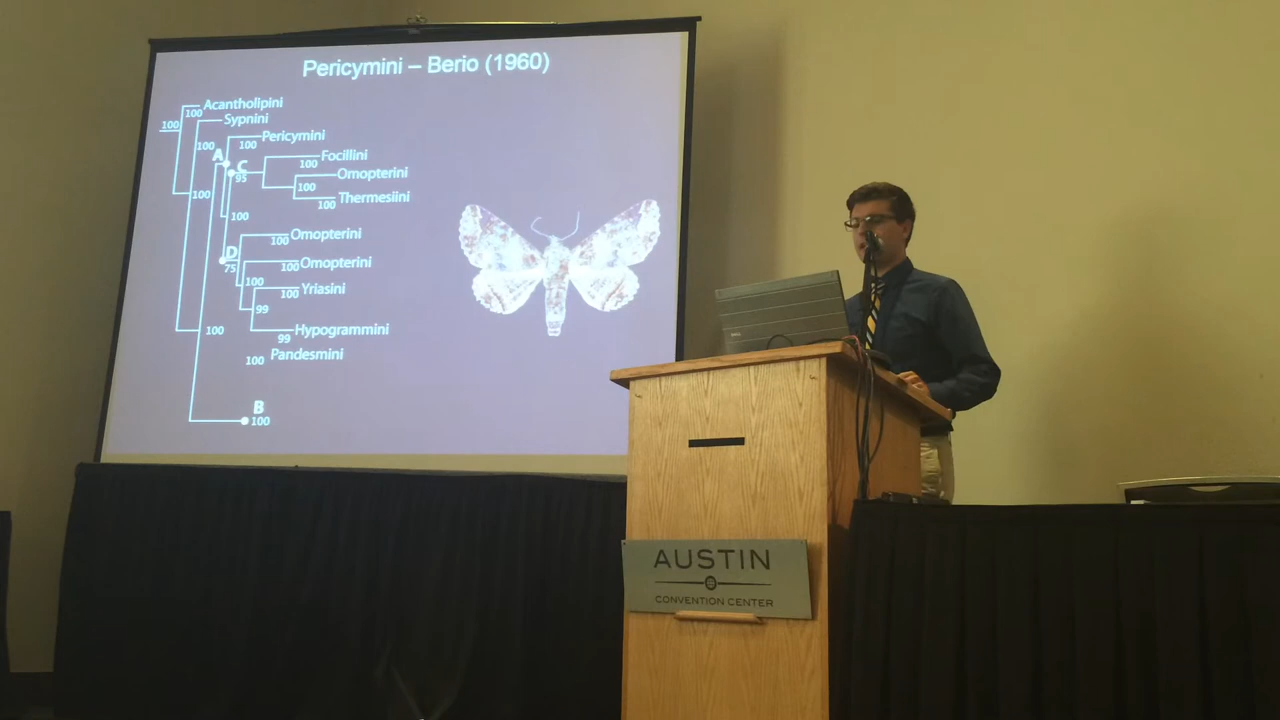 Pericymini – Berio (1960)
Acantholipini
100
Sypnini
100
Pericymini
100
100
A
Focillini
100
C
95
Omopterini
100
Thermesiini
100
100
100
Omopterini
100
D
75
Omopterini
100
100
Yriasini
100
99
Hypogrammini
99
100
Pandesmini
100
B
100
AUSTIN
CONVENTION CENTER